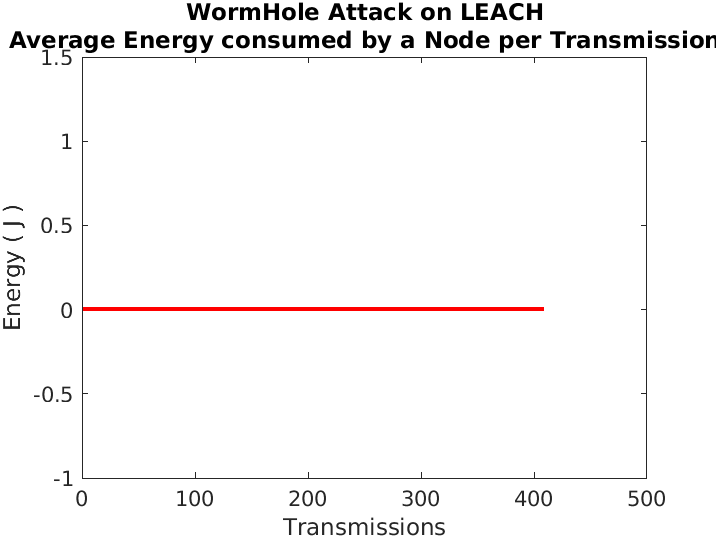 WormHole Attack on LEACH
Average Energy consumed by a Node per Transmission
1.5
1
0.5
0
-0.5
-1
Energy ( J )
0 100 200 300 400 500
Transmissions